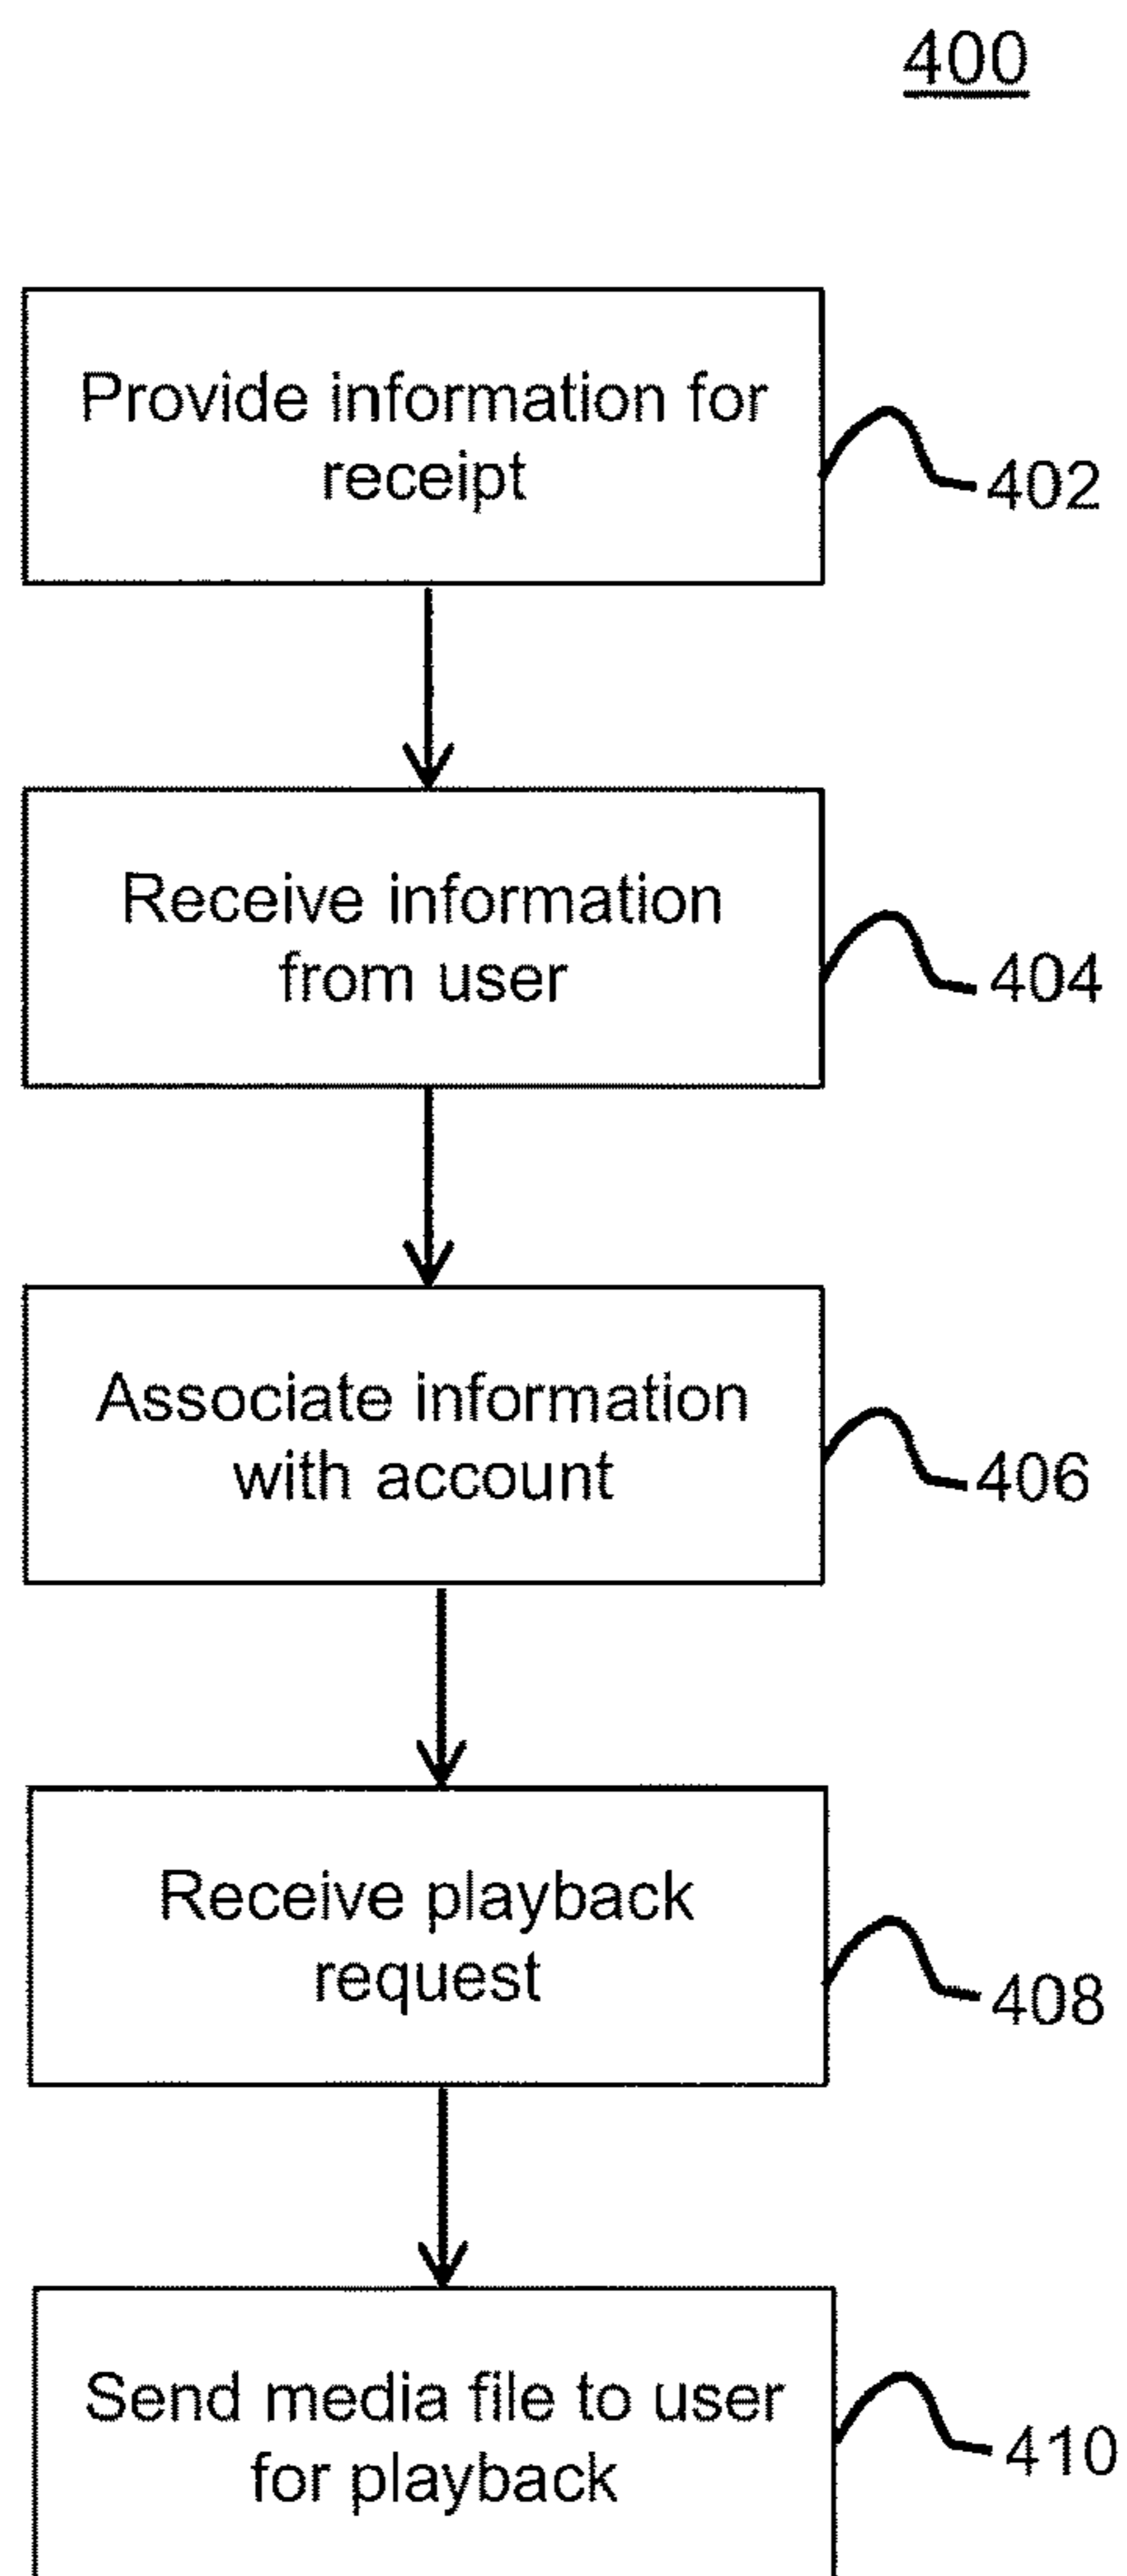 400
Provide information for
receipt
402
Receive information
from user
404
Associate information
with account
406
Receive playback
request
408
Send media file to user
for playback
410